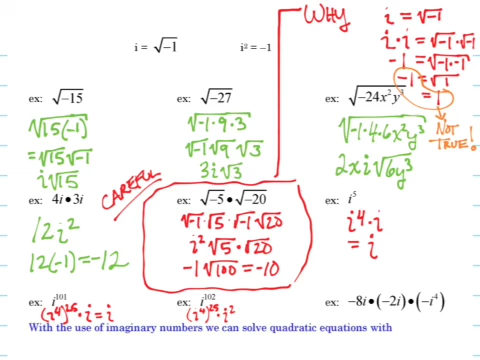 WHY
i = √-1
i = √-1    i² = -1
i · i = √-1 · √-1
-1 = √(-1 · -1)
-1 = √1
= 1
NOT TRUE!
ex: √-15    ex: √-27    ex: √(-24x²y³)
√(15(-1))    √(-1·9·3)    √(-1·4·6x²y³)
= √15 √-1    √-1 √9 √3    2xi√(6y³)
i√15    3i√3
CAREFUL
ex: 4i • 3i    ex: √-5 • √-20    ex: i⁵
12i²    √-1 √5 · √-1 √20    i⁴ · i
12(-1) = -12    i² √5 · √20    = i
-1√100 = -10
ex: i¹⁰¹    ex: i¹⁰²    ex: -8i • (-2i) • (-i⁴)
(i⁴)²⁵ · i = i    (i⁴)²⁵ · i²
With the use of imaginary numbers we can solve quadratic equations with